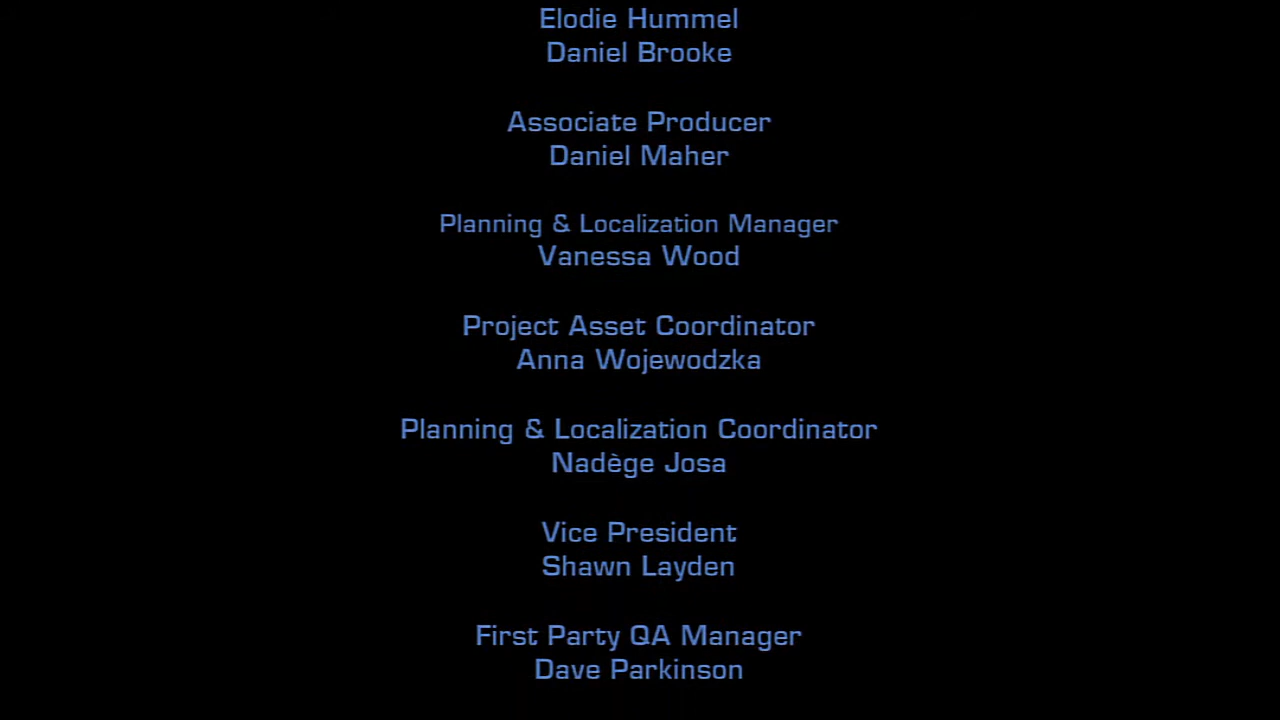 Elodie Hummel
Daniel Brooke
Associate Producer
Daniel Maher
Planning & Localization Manager
Vanessa Wood
Project Asset Coordinator
Anna Wojewodzka
Planning & Localization Coordinator
Nadège Josa
Vice President
Shawn Layden
First Party QA Manager
Dave Parkinson